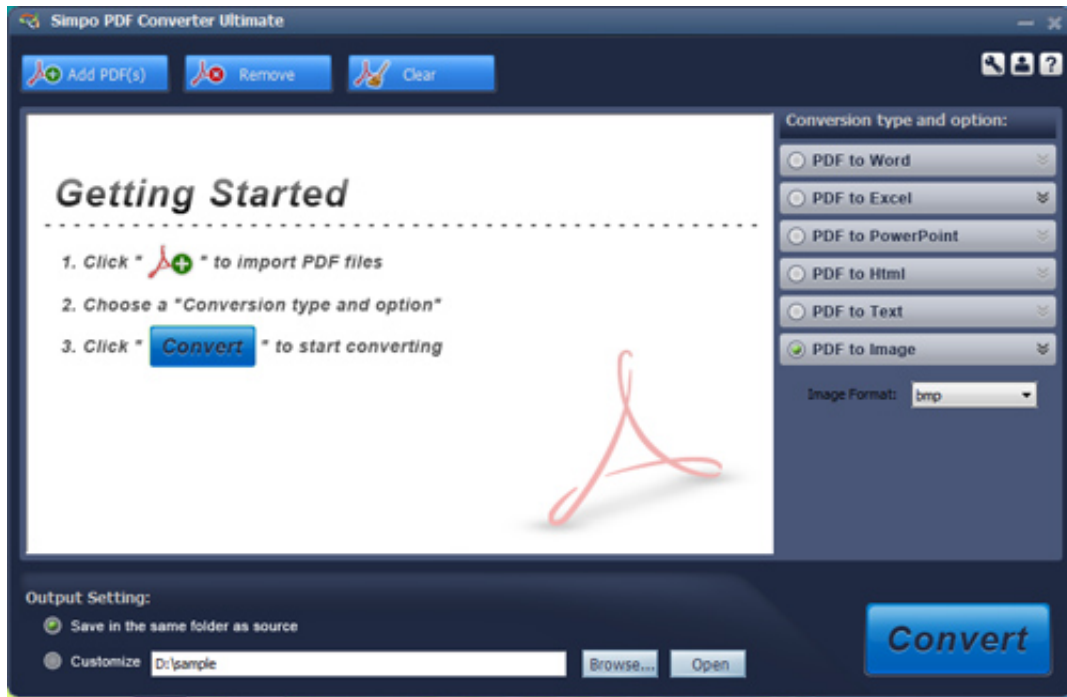 Simpo PDF Converter Ultimate
Add PDF(s) Remove Clear
Conversion type and option:
PDF to Word
PDF to Excel
PDF to PowerPoint
PDF to Html
PDF to Text
PDF to Image
Image Format: bmp
Getting Started
1. Click " " to import PDF files
2. Choose a "Conversion type and option"
3. Click " Convert " to start converting
Output Setting:
Save in the same folder as source
Customize D:\sample Browse... Open
Convert